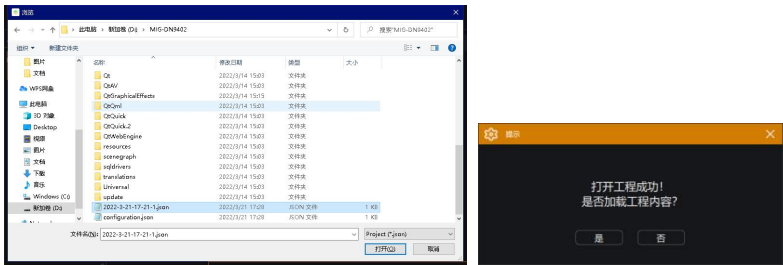 浏览
此电脑 › 新加卷 (D:) › MIG-ON9402
搜索"MIG-ON9402"
组织 新建文件夹
图片
文档
WPS网盘
此电脑
3D 对象
Desktop
视频
图片
文档
下载
音乐
Windows (C:)
新加卷 (D:)
名称 修改日期 类型 大小
Qt 2022/3/14 15:03 文件夹
QtAV 2022/3/14 15:03 文件夹
QtGraphicalEffects 2022/3/14 15:15 文件夹
QtQml 2022/3/14 15:03 文件夹
QtQuick 2022/3/14 15:03 文件夹
QtQuick.2 2022/3/14 15:03 文件夹
QtWebEngine 2022/3/14 15:03 文件夹
resources 2022/3/14 15:03 文件夹
scenegraph 2022/3/14 15:03 文件夹
sqldrivers 2022/3/14 15:03 文件夹
translations 2022/3/14 15:03 文件夹
Universal 2022/3/14 15:03 文件夹
update 2022/3/14 15:03 文件夹
2022-3-21-17-21-1.json 2022/3/21 17:20 JSON 文件 1 KB
configuration.json 2022/3/21 17:20 JSON 文件 1 KB
文件名(N): 2022-3-21-17-21-1.json Project (*.json)
打开(O) 取消
提示
打开工程成功!
是否加载工程内容?
是 否